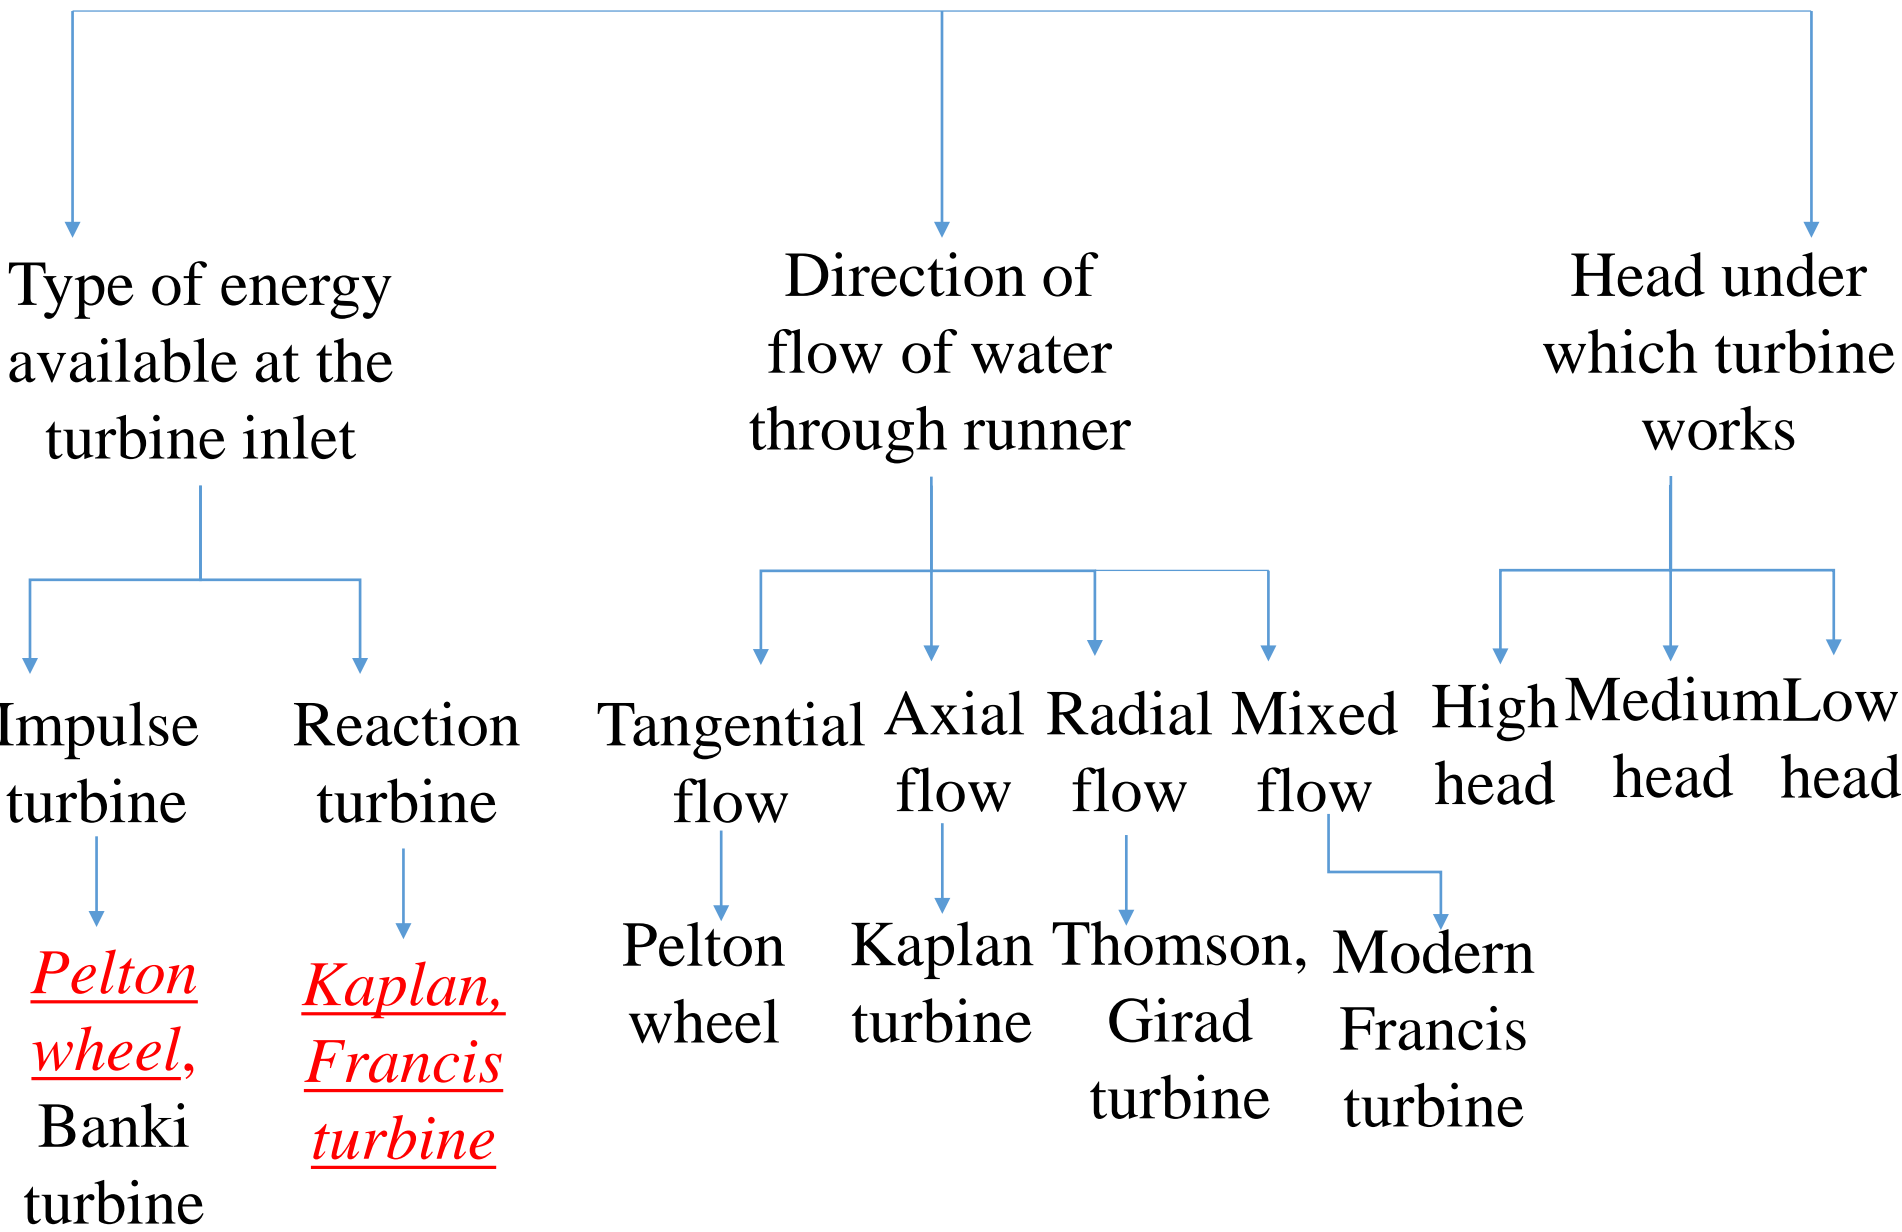 Type of energy
available at the
turbine inlet
Direction of
flow of water
through runner
Head under
which turbine
works
Impulse
turbine
Reaction
turbine
Tangential
flow
Axial
flow
Radial
flow
Mixed
flow
High
head
Medium
head
Low
head
Pelton
wheel,
Banki
turbine
Kaplan,
Francis
turbine
Pelton
wheel
Kaplan
turbine
Thomson,
Girad
turbine
Modern
Francis
turbine